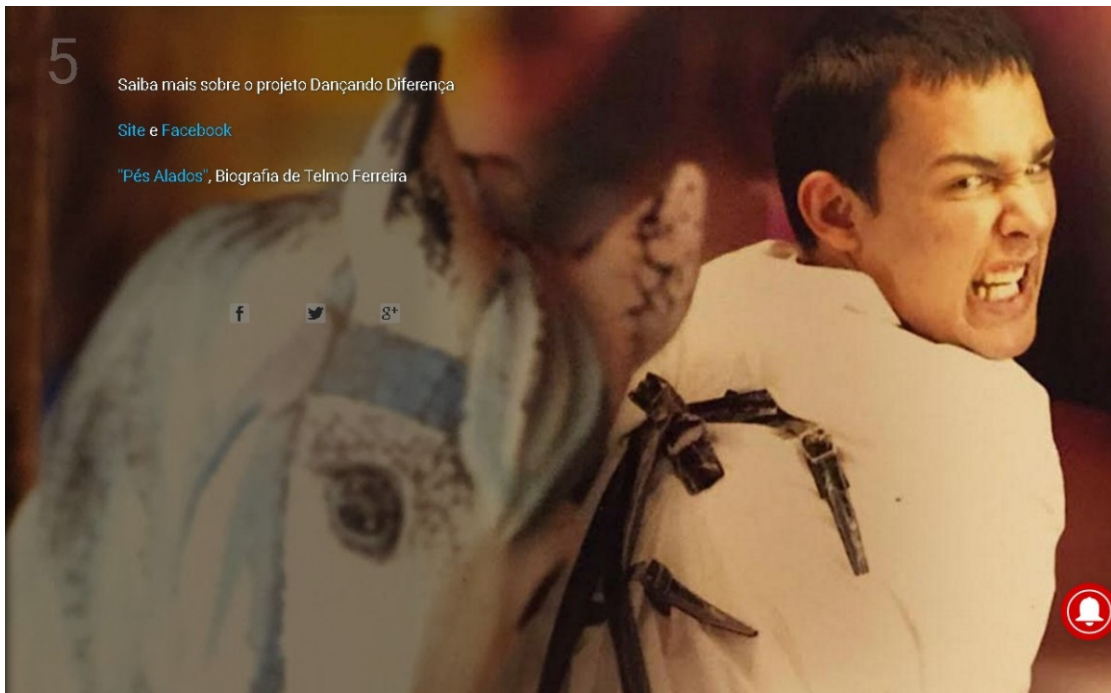 5
Saiba mais sobre o projeto Dançando Diferença
Site e Facebook
"Pés Alados", Biografia de Telmo Ferreira
f g+